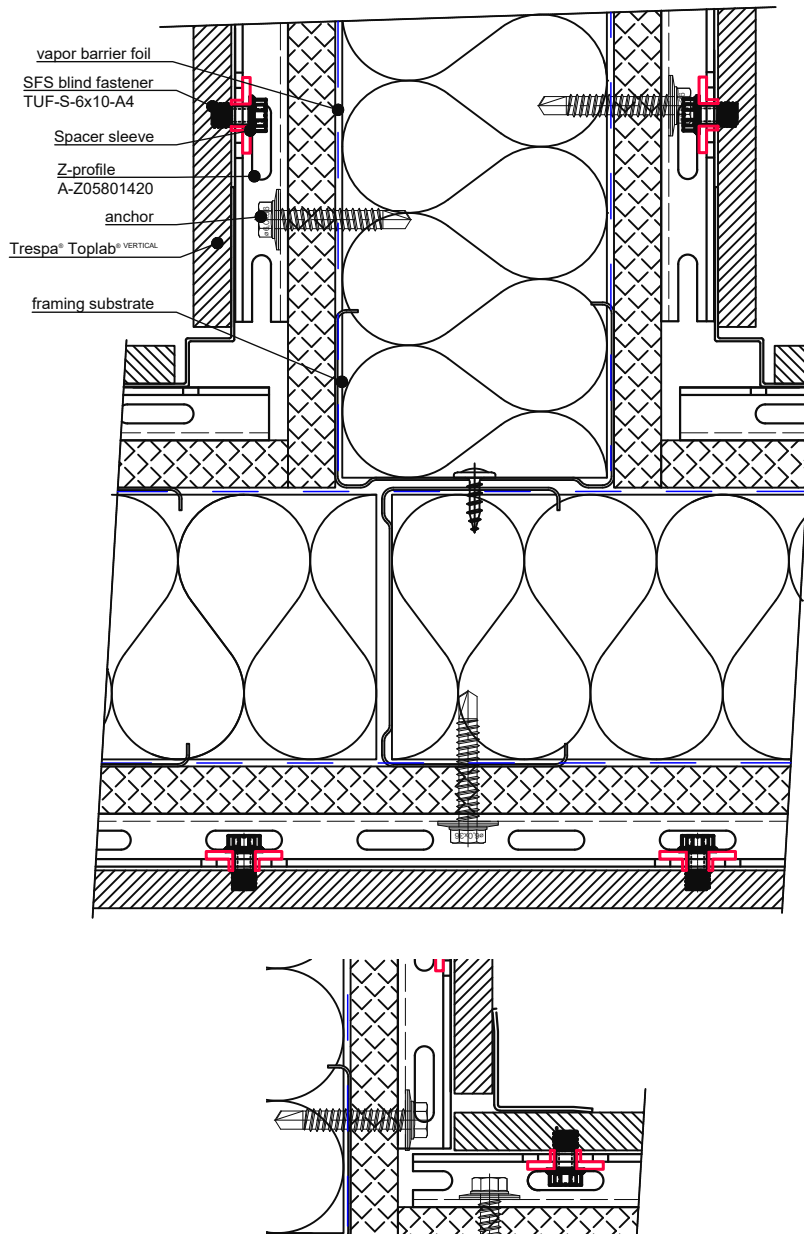 vapor barrier foil
SFS blind fastener
TUF-S-6x10-A4
Spacer sleeve
Z-profile
A-Z05801420
anchor
Trespa® Toplab® VERTICAL
framing substrate